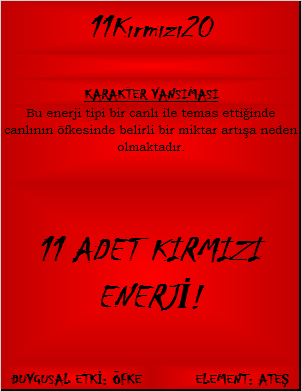 11Kırmızı20
KARAKTER YANSIMASI
Bu enerji tipi bir canlı ile temas ettiğinde
canlının öfkesinde belirli bir miktar artışa neden
olmaktadır.
11 ADET KIRMIZI
ENERJİ!
DUYGUSAL ETKİ: ÖFKE
ELEMENT: ATEŞ